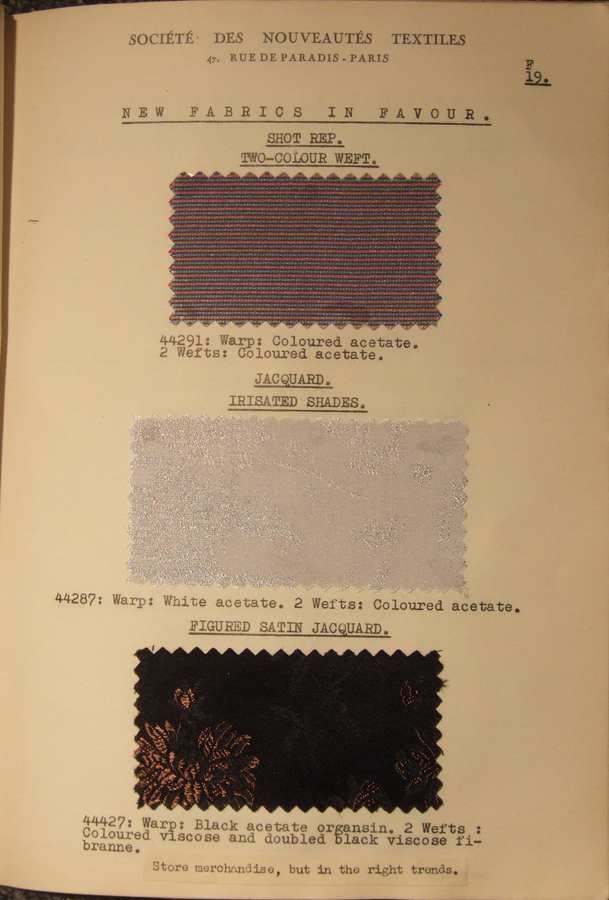 SOCIÉTÉ DES NOUVEAUTÉS TEXTILES
47, RUE DE PARADIS - PARIS
F
19.
NEW FABRICS IN FAVOUR.
SHOT REP.
TWO-COLOUR WEFT.
44291: Warp: Coloured acetate.
2 Wefts: Coloured acetate.
JACQUARD.
IRISATED SHADES.
44287: Warp: White acetate. 2 Wefts: Coloured acetate.
FIGURED SATIN JACQUARD.
44427: Warp: Black acetate organsin. 2 Wefts :
Coloured viscose and doubled black viscose fi-
branne.
Store merchandise, but in the right trends.